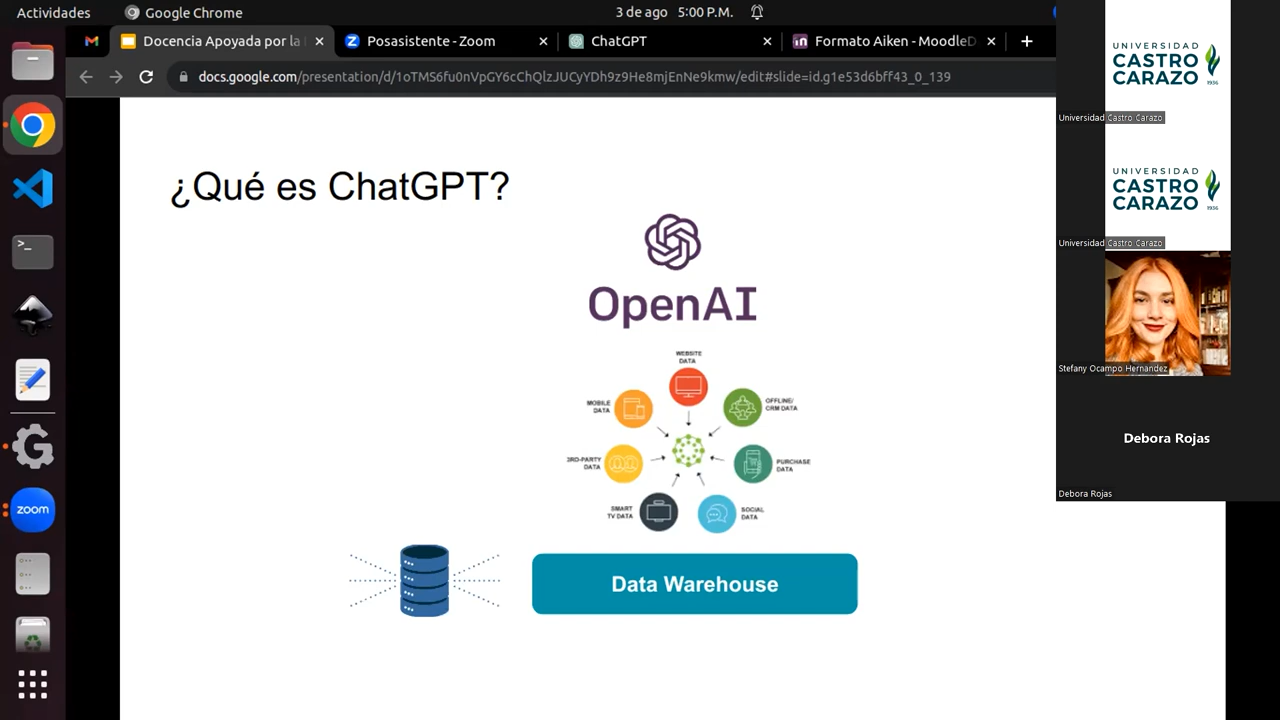 Actividades
Google Chrome
3 de ago 5:00 P.M.
Docencia Apoyada por la
Posasistente - Zoom
ChatGPT
Formato Aiken - MoodleD
docs.google.com/presentation/d/1oTMS6fu0nVpGY6cChQlzJUCyYDh9z9He8mjEnNe9kmw/edit#slide=id.g1e53d6bff43_0_139
¿Qué es ChatGPT?
OpenAI
WEBSITE
DATA
MOBILE
DATA
OFFLINE/
CRM DATA
3RD-PARTY
DATA
PURCHASE
DATA
SMART
TV DATA
SOCIAL
DATA
Data Warehouse
zoom
UNIVERSIDAD
CASTRO
CARAZO
1936
Universidad Castro Carazo
UNIVERSIDAD
CASTRO
CARAZO
1936
Universidad Castro Carazo
Stefany Ocampo Hernandez
Debora Rojas
Debora Rojas